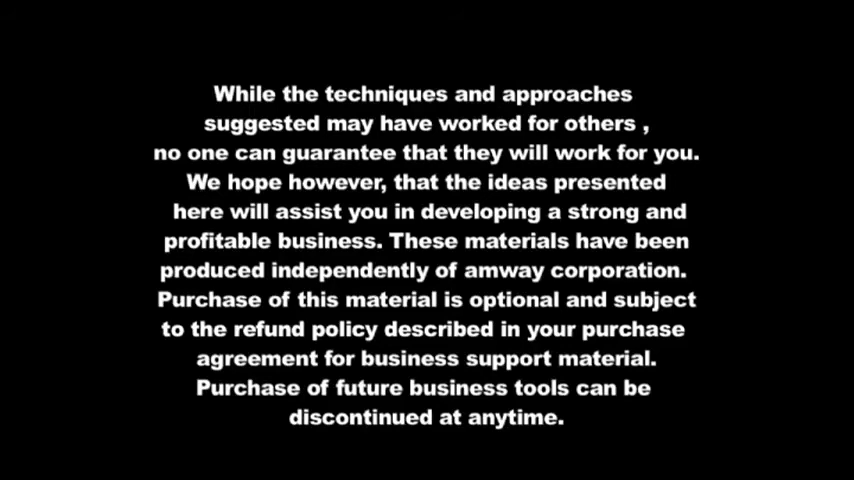 While the techniques and approaches
suggested may have worked for others ,
no one can guarantee that they will work for you.
We hope however, that the ideas presented
here will assist you in developing a strong and
profitable business. These materials have been
produced independently of amway corporation.
Purchase of this material is optional and subject
to the refund policy described in your purchase
agreement for business support material.
Purchase of future business tools can be
discontinued at anytime.